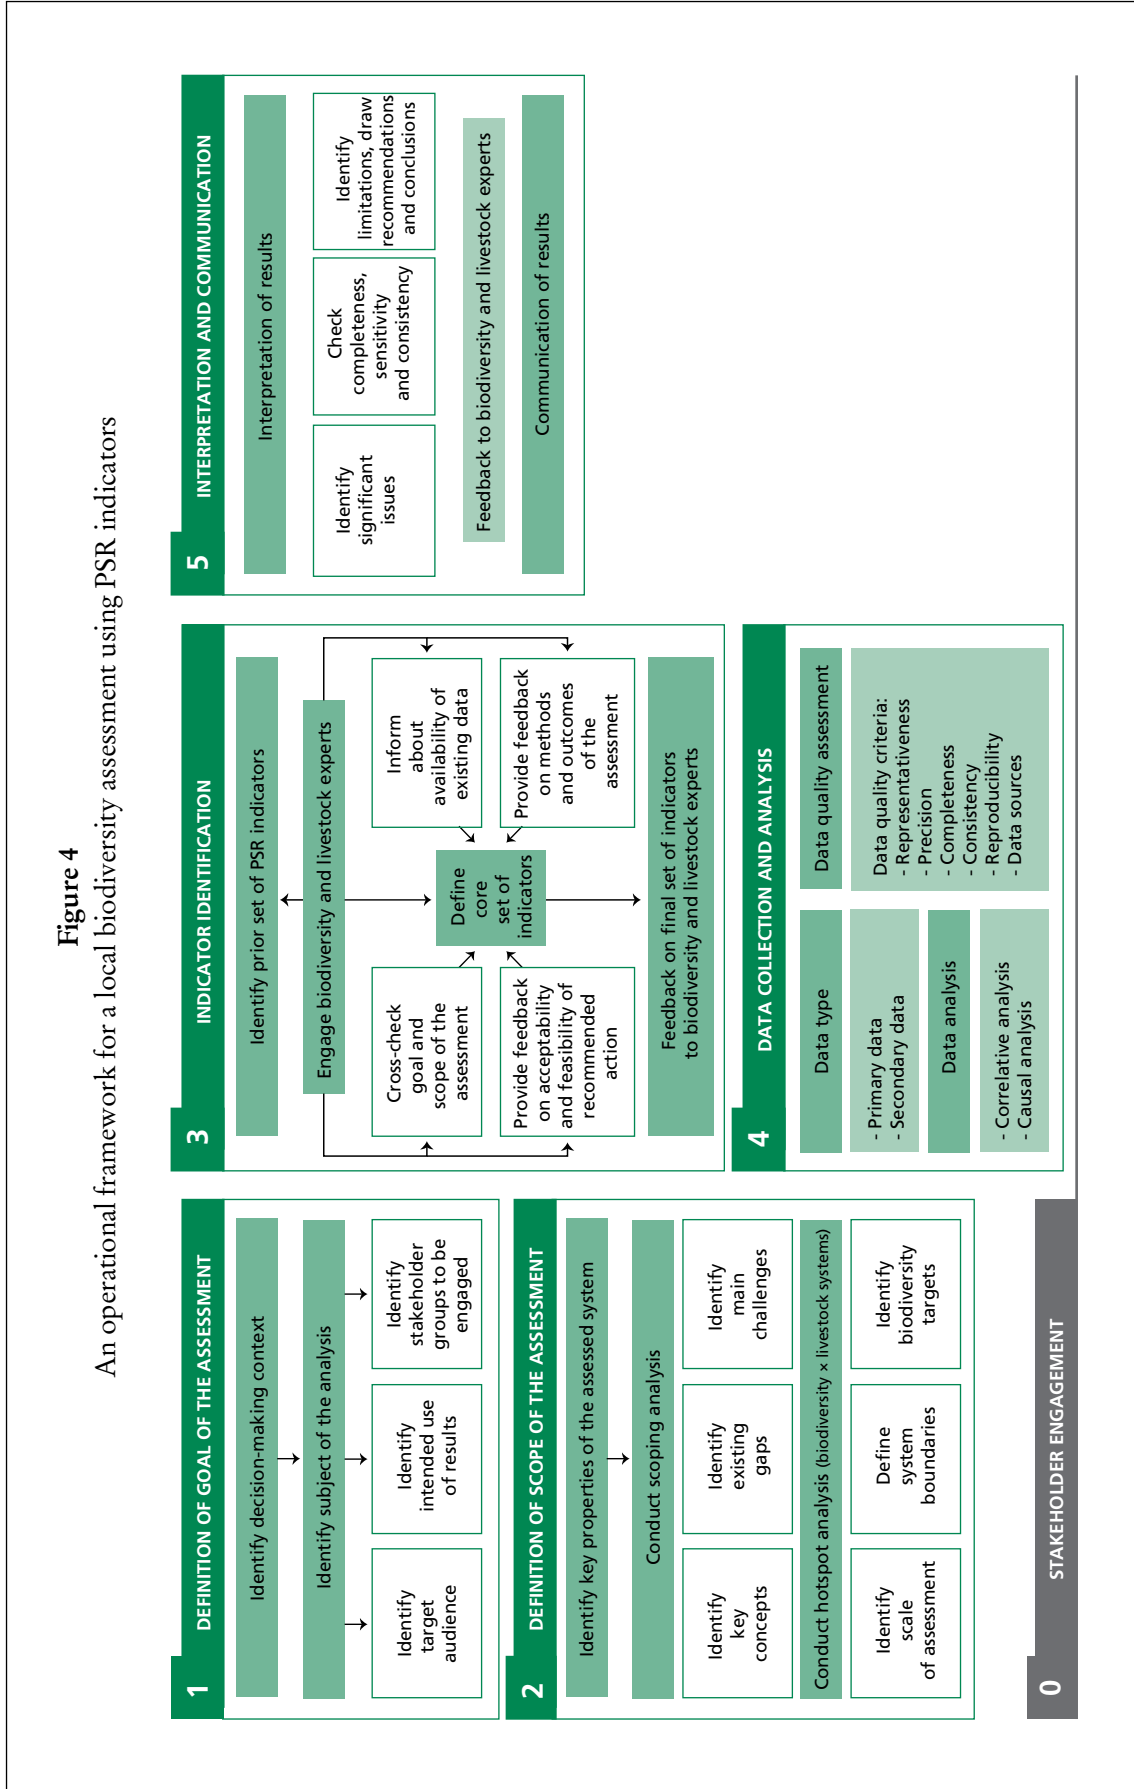 Figure 4
An operational framework for a local biodiversity assessment using PSR indicators
1
DEFINITION OF GOAL OF THE ASSESSMENT
Identify decision-making context
Identify subject of the analysis
Identify
target
audience
Identify
intended use
of results
Identify
stakeholder
groups to be
engaged
2
DEFINITION OF SCOPE OF THE ASSESSMENT
Identify key properties of the assessed system
Conduct scoping analysis
Identify
key
concepts
Identify
existing
gaps
Identify
main
challenges
Conduct hotspot analysis (biodiversity × livestock systems)
Identify
scale
of assessment
Define
system
boundaries
Identify
biodiversity
targets
3
INDICATOR IDENTIFICATION
Identify prior set of PSR indicators
Engage biodiversity and livestock experts
Cross-check
goal and
scope of the
assessment
Inform
about
availability of
existing data
Define
core
set of
indicators
Provide feedback
on acceptability
and feasibility of
recommended
action
Provide feedback
on methods
and outcomes
of the
assessment
Feedback on final set of indicators
to biodiversity and livestock experts
4
DATA COLLECTION AND ANALYSIS
Data type
- Primary data
- Secondary data
Data analysis
- Correlative analysis
- Causal analysis
Data quality assessment
Data quality criteria:
- Representativeness
- Precision
- Completeness
- Consistency
- Reproducibility
- Data sources
5
INTERPRETATION AND COMMUNICATION
Interpretation of results
Identify
significant
issues
Check
completeness,
sensitivity
and consistency
Identify
limitations, draw
recommendations
and conclusions
Feedback to biodiversity and livestock experts
Communication of results
0
STAKEHOLDER ENGAGEMENT